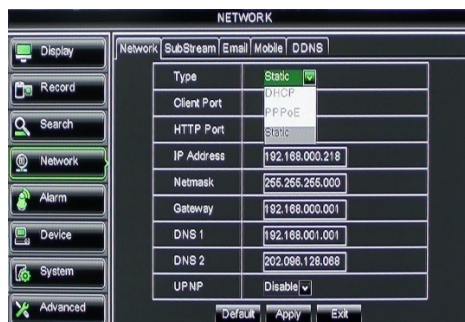 NETWORK
Display
Record
Search
Network
Alarm
Device
System
Advanced
Network SubStream Email Mobile DDNS
Type Static
DHCP
PPPoE
Static
Client Port
HTTP Port
IP Address 192.168.000.218
Netmask 255.255.255.000
Gateway 192.168.000.001
DNS 1 192.168.001.001
DNS 2 202.096.128.068
UPNP Disable
Default Apply Exit